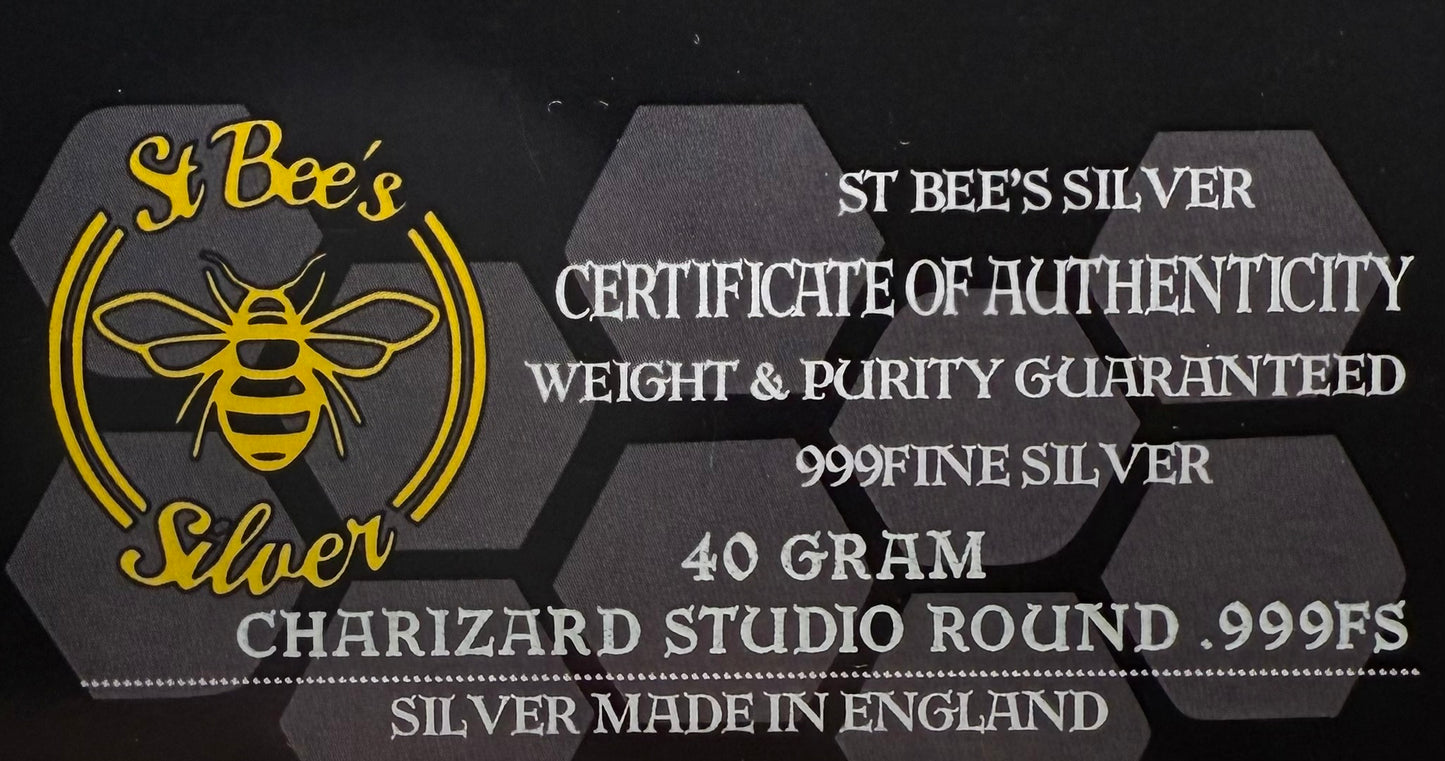 St Bee's
Silver
ST BEE'S SILVER
CERTIFICATE OF AUTHENTICITY
WEIGHT & PURITY GUARANTEED
999FINE SILVER
40 GRAM
CHARIZARD STUDIO ROUND .999FS
SILVER MADE IN ENGLAND